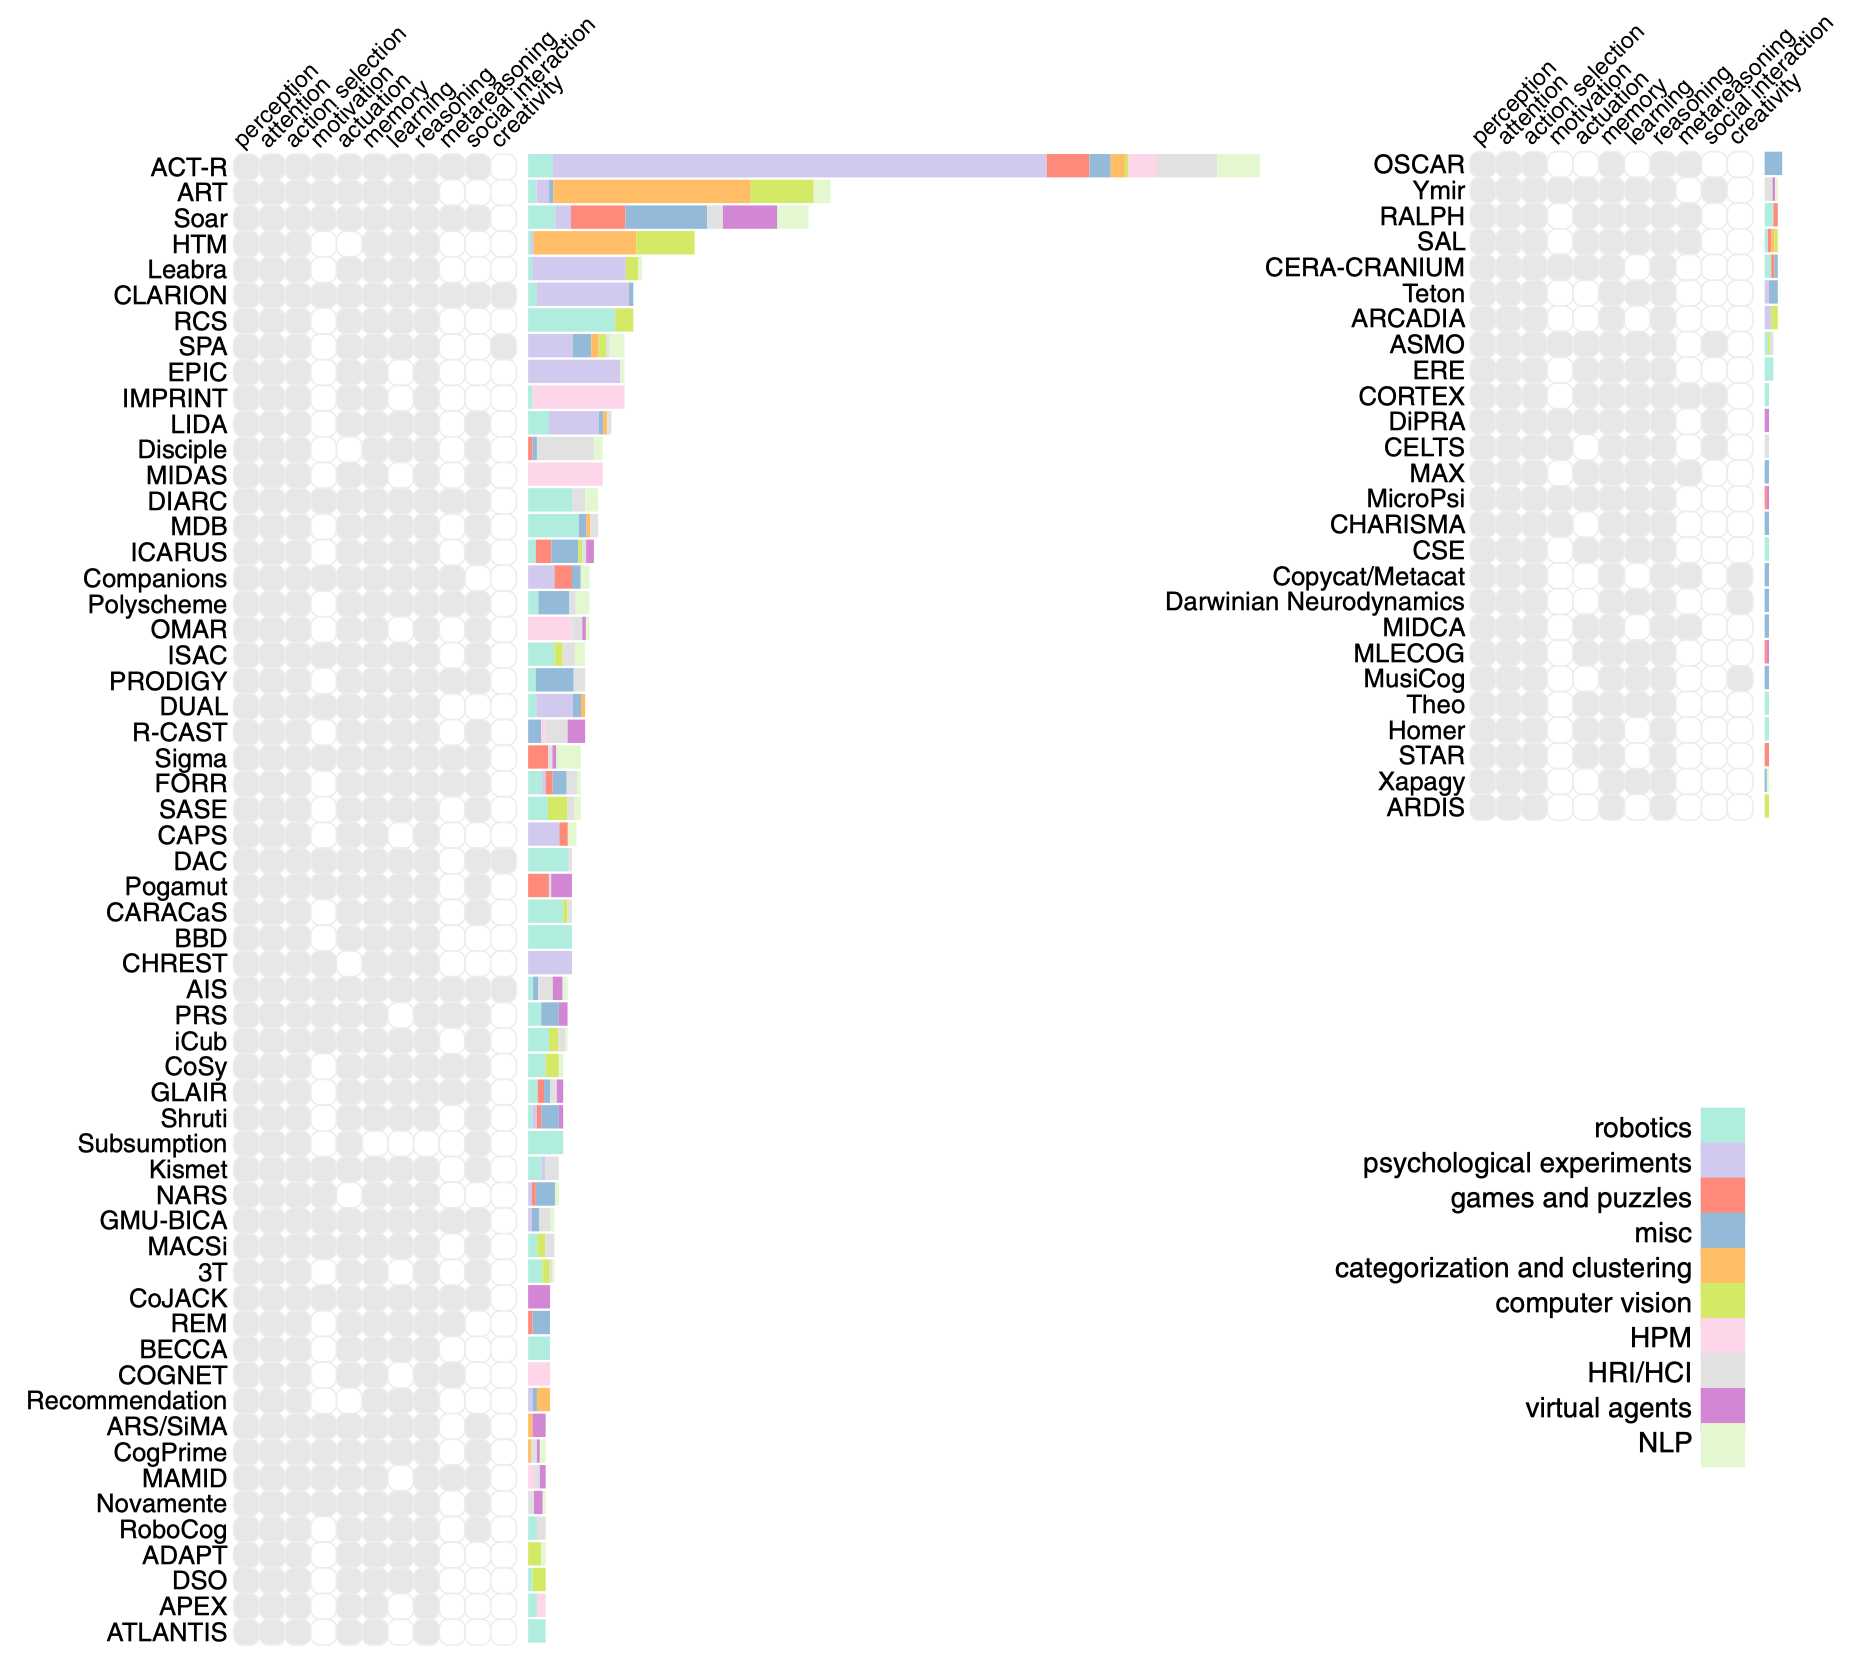 perception
attention
action selection
motivation
actuation
memory
learning
reasoning
metareasoning
social interaction
creativity
ACT-R
ART
Soar
HTM
Leabra
CLARION
RCS
SPA
EPIC
IMPRINT
LIDA
Disciple
MIDAS
DIARC
MDB
ICARUS
Companions
Polyscheme
OMAR
ISAC
PRODIGY
DUAL
R-CAST
Sigma
FORR
SASE
CAPS
DAC
Pogamut
CARACaS
BBD
CHREST
AIS
PRS
iCub
CoSy
GLAIR
Shruti
Subsumption
Kismet
NARS
GMU-BICA
MACSi
3T
CoJACK
REM
BECCA
COGNET
Recommendation
ARS/SiMA
CogPrime
MAMID
Novamente
RoboCog
ADAPT
DSO
APEX
ATLANTIS
perception
attention
action selection
motivation
actuation
memory
learning
reasoning
metareasoning
social interaction
creativity
OSCAR
Ymir
RALPH
SAL
CERA-CRANIUM
Teton
ARCADIA
ASMO
ERE
CORTEX
DiPRA
CELTS
MAX
MicroPsi
CHARISMA
CSE
Copycat/Metacat
Darwinian Neurodynamics
MIDCA
MLECOG
MusiCog
Theo
Homer
STAR
Xapagy
ARDIS
robotics
psychological experiments
games and puzzles
misc
categorization and clustering
computer vision
HPM
HRI/HCI
virtual agents
NLP